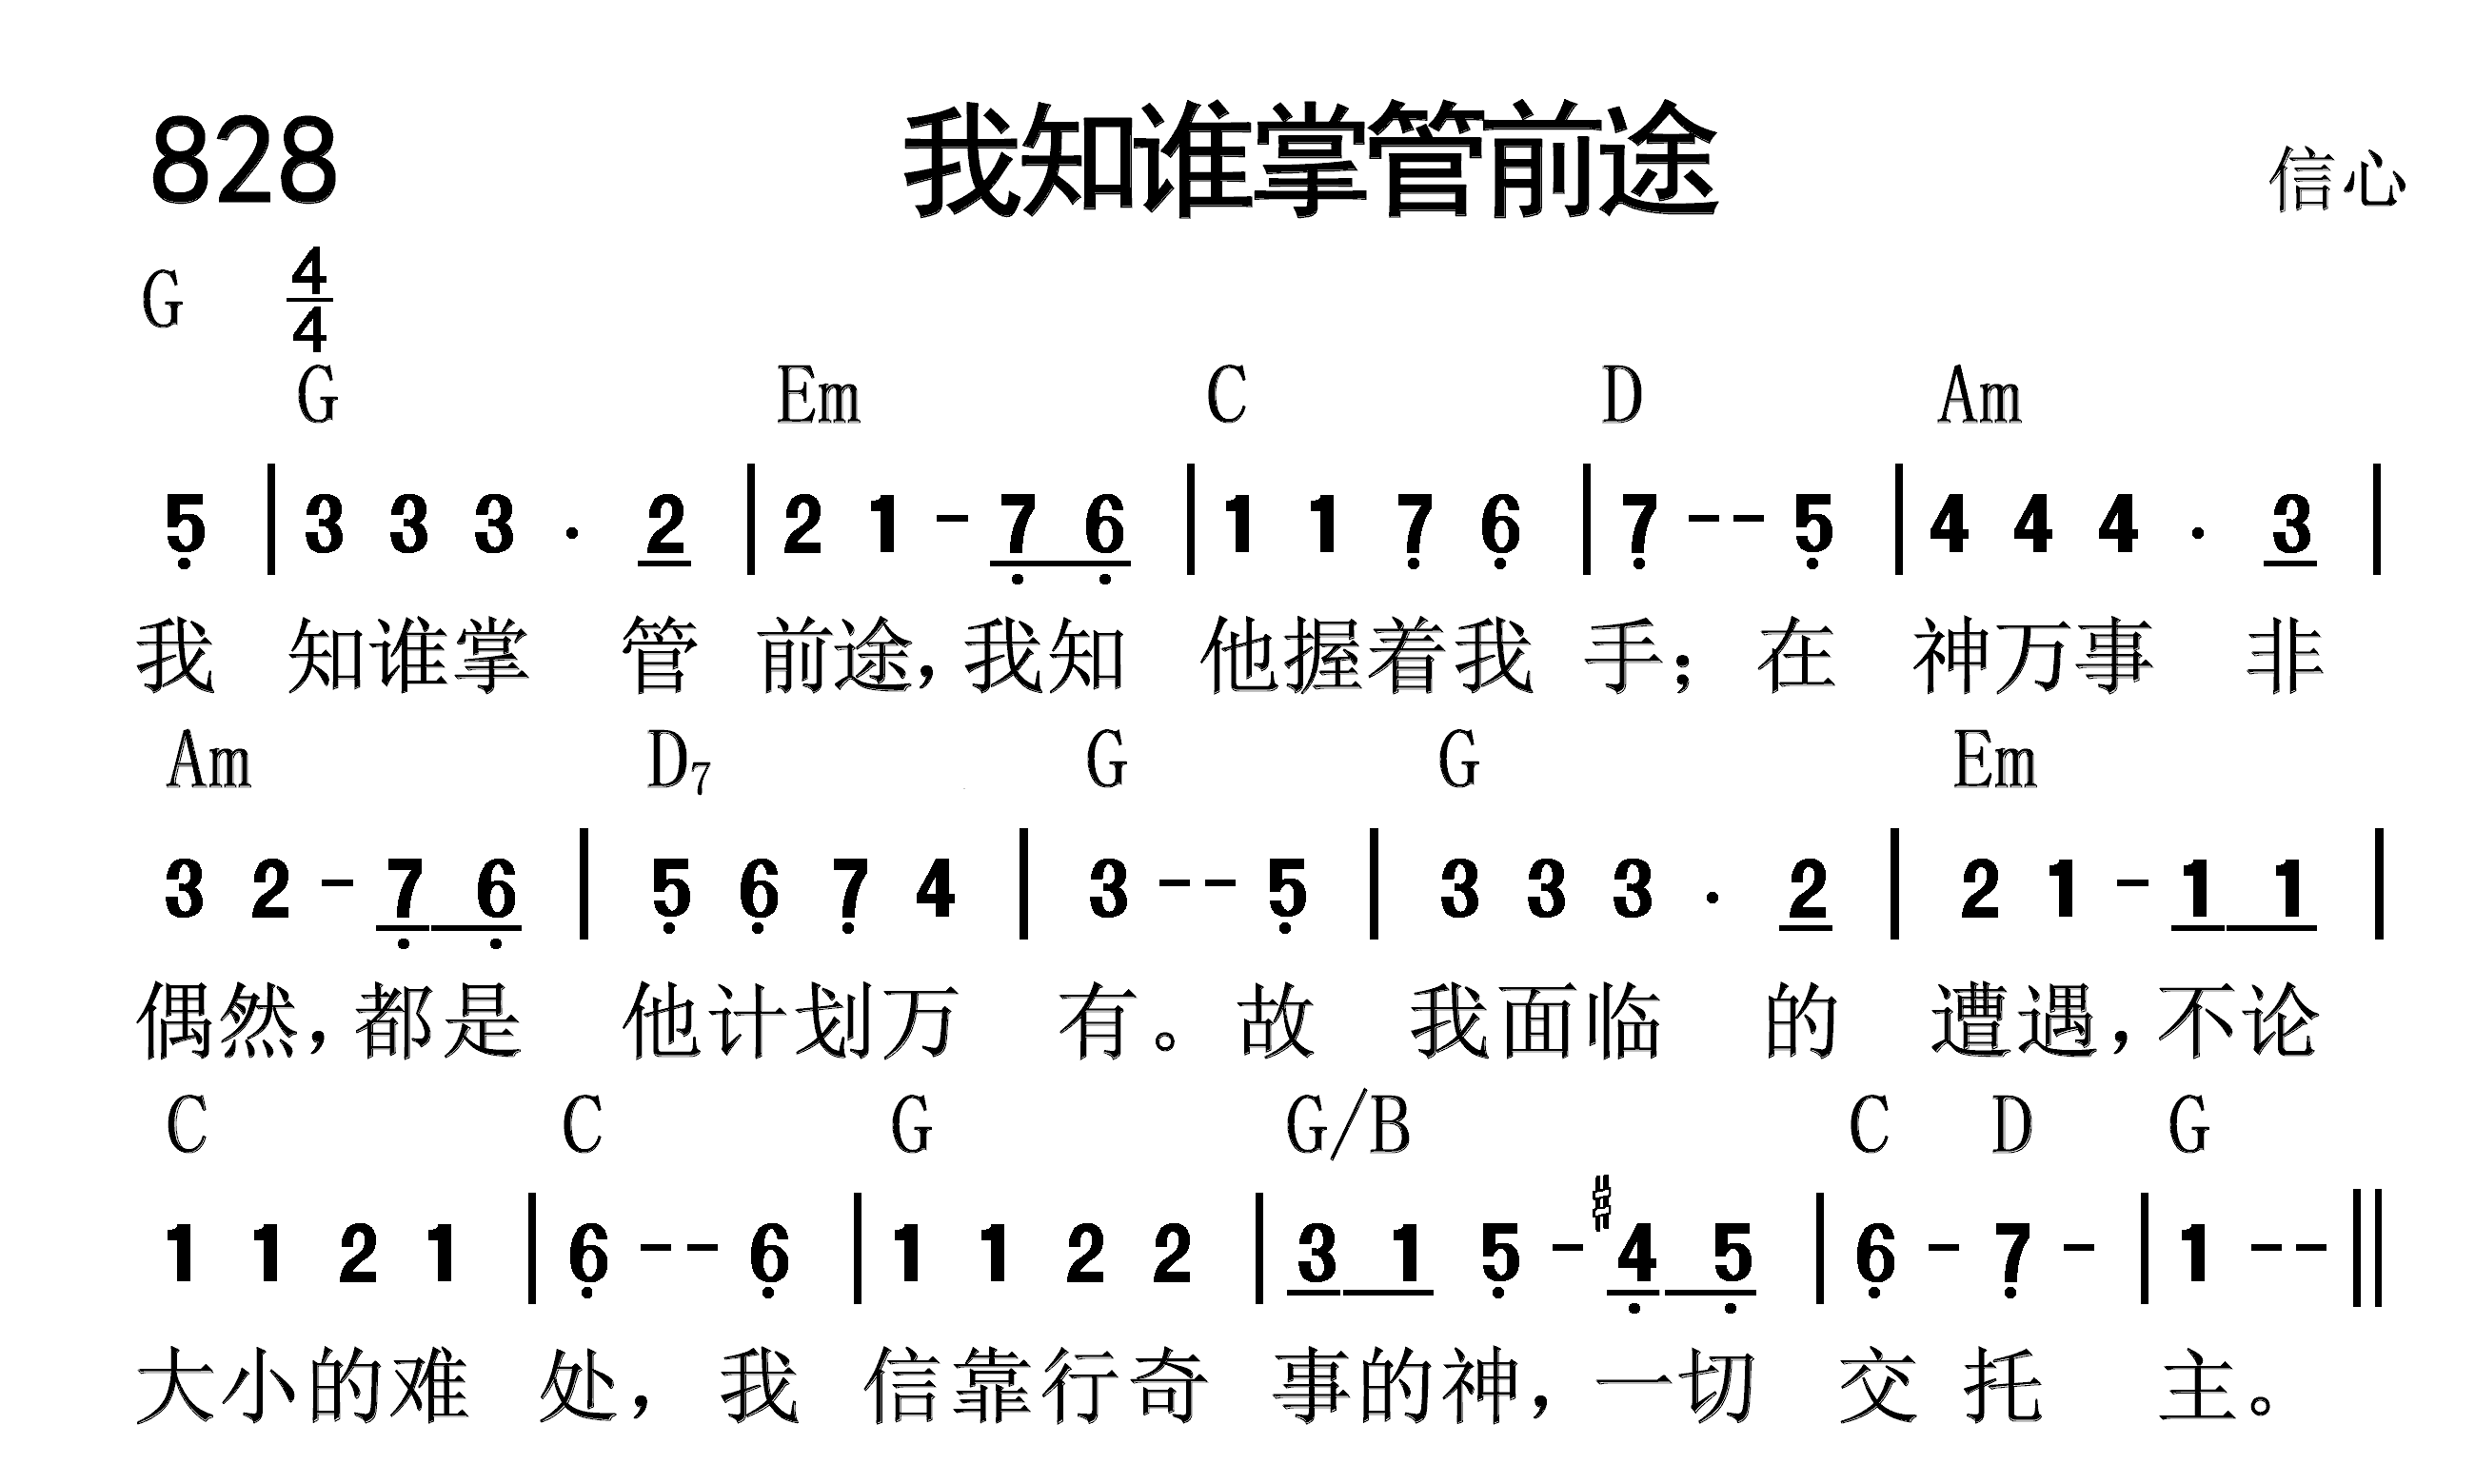 828 我知谁掌管前途 信心
G 4/4
G Em C D Am
5 | 3 3 3 · 2 | 2 1 - 7 6 | 1 1 7 6 | 7 - - 5 | 4 4 4 · 3 |
我 知谁掌 管 前途，我知 他握着我 手；在 神万事 非
Am D7 G G Em
3 2 - 7 6 | 5 6 7 4 | 3 - - 5 | 3 3 3 · 2 | 2 1 - 1 1 |
偶然，都是 他计划万 有。故 我面临 的 遭遇，不论
C C G G/B C D G
1 1 2 1 | 6 - - 6 | 1 1 2 2 | 3 1 5 - #4 5 | 6 - 7 - | 1 - - ||
大小的难 处，我 信靠行奇 事的神，一切 交 托 主。